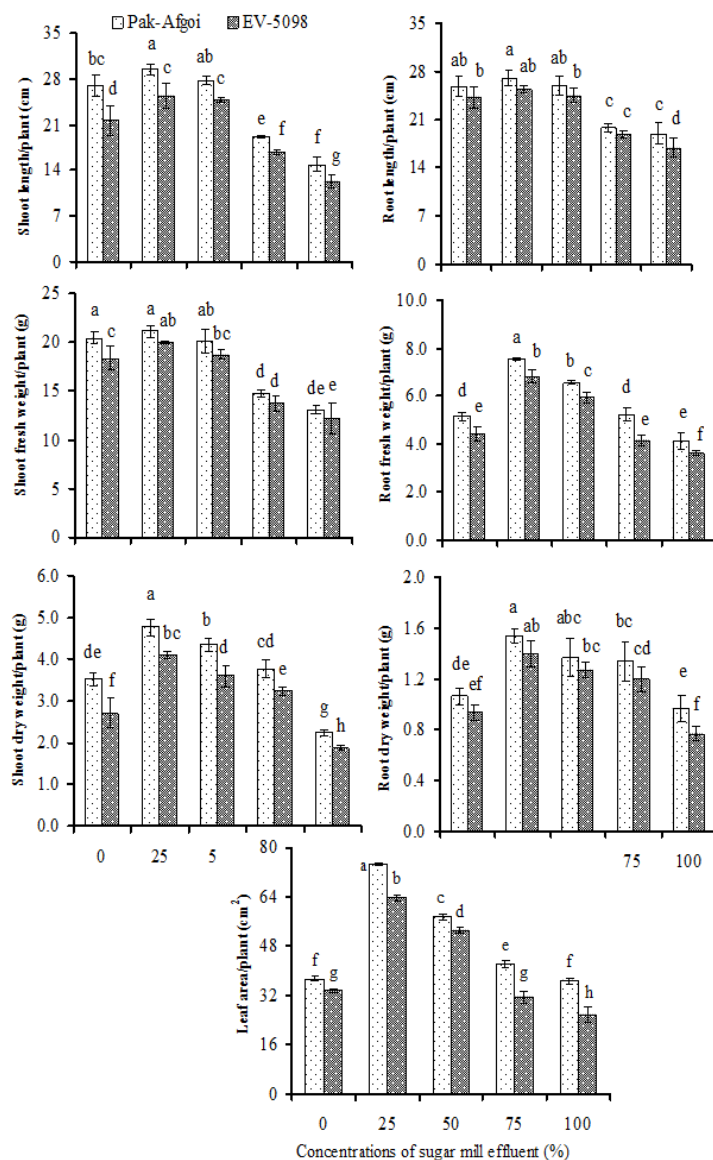 Pak-Afgoi EV-5098
Shoot length/plant (cm)
35
28
21
14
7
0
bc d a c ab c e f f g
Root length/plant (cm)
35
28
21
14
7
0
ab b a ab ab b c c c d
Shoot fresh weight/plant (g)
25
20
15
10
5
0
a c a ab ab bc d d de e
Root fresh weight/plant (g)
10.0
8.0
6.0
4.0
2.0
0.0
d e a b b c d e e f
Shoot dry weight/plant (g)
6.0
5.0
4.0
3.0
2.0
1.0
0.0
de f a bc b d cd e g h
0 25 5
Root dry weight/plant (g)
2.0
1.6
1.2
0.8
0.4
0.0
de ef a ab abc bc bc cd e f
75 100
Leaf area/plant (cm²)
80
64
48
32
16
0
f g a b c d e g f h
0 25 50 75 100
Concentrations of sugar mill effluent (%)